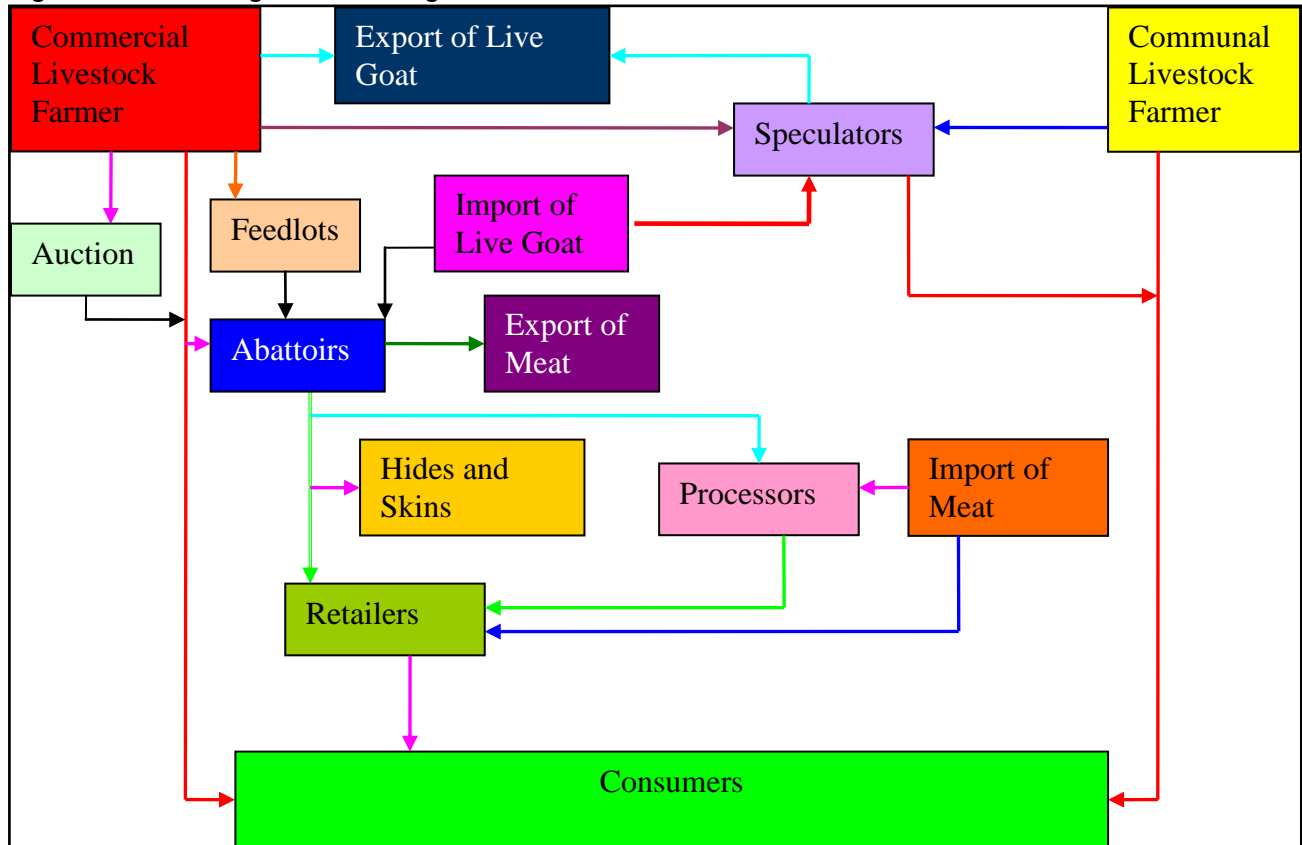 Commercial
Livestock
Farmer
Export of Live
Goat
Communal
Livestock
Farmer
Speculators
Import of
Live Goat
Feedlots
Auction
Abattoirs
Export of
Meat
Hides and
Skins
Processors
Import of
Meat
Retailers
Consumers